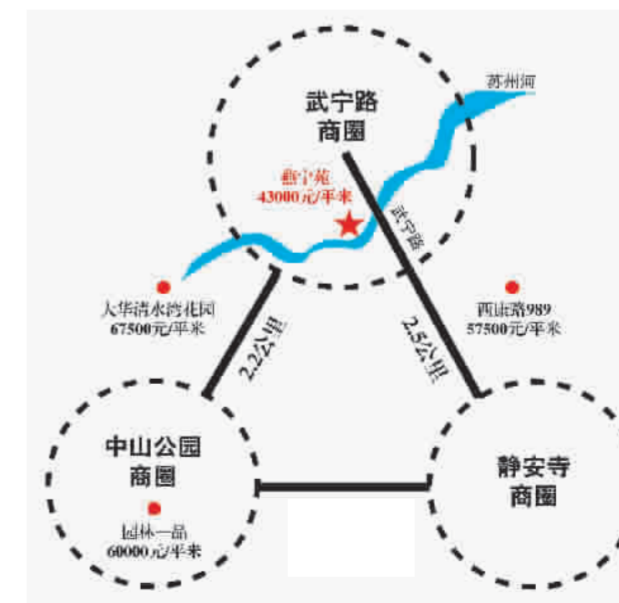 苏州河
武宁路
商圈
燕宁苑
43000元/平米
武宁路
大华清水湾花园
67500元/平米
西康路989
57500元/平米
2.2公里
2.5公里
中山公园
商圈
静安寺
商圈
园林一品
60000元/平米